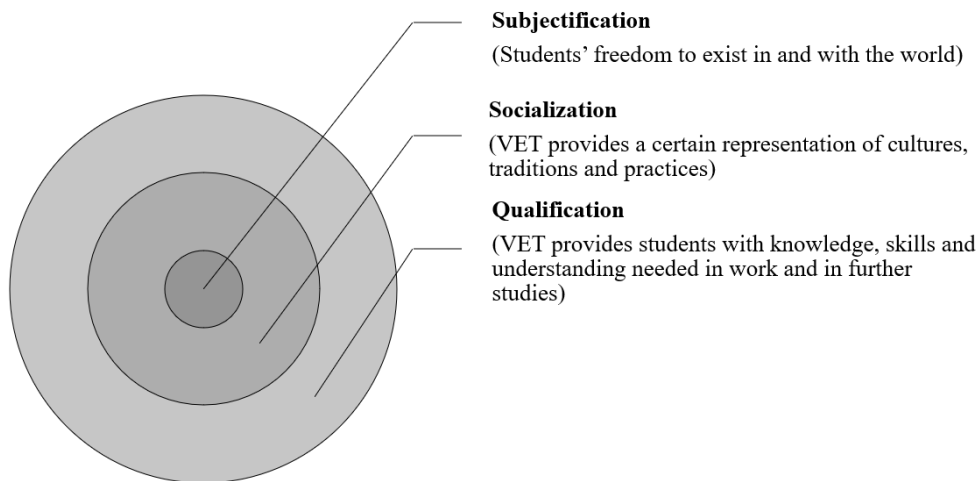 Subjectification
(Students’ freedom to exist in and with the world)
Socialization
(VET provides a certain representation of cultures,
traditions and practices)
Qualification
(VET provides students with knowledge, skills and
understanding needed in work and in further
studies)